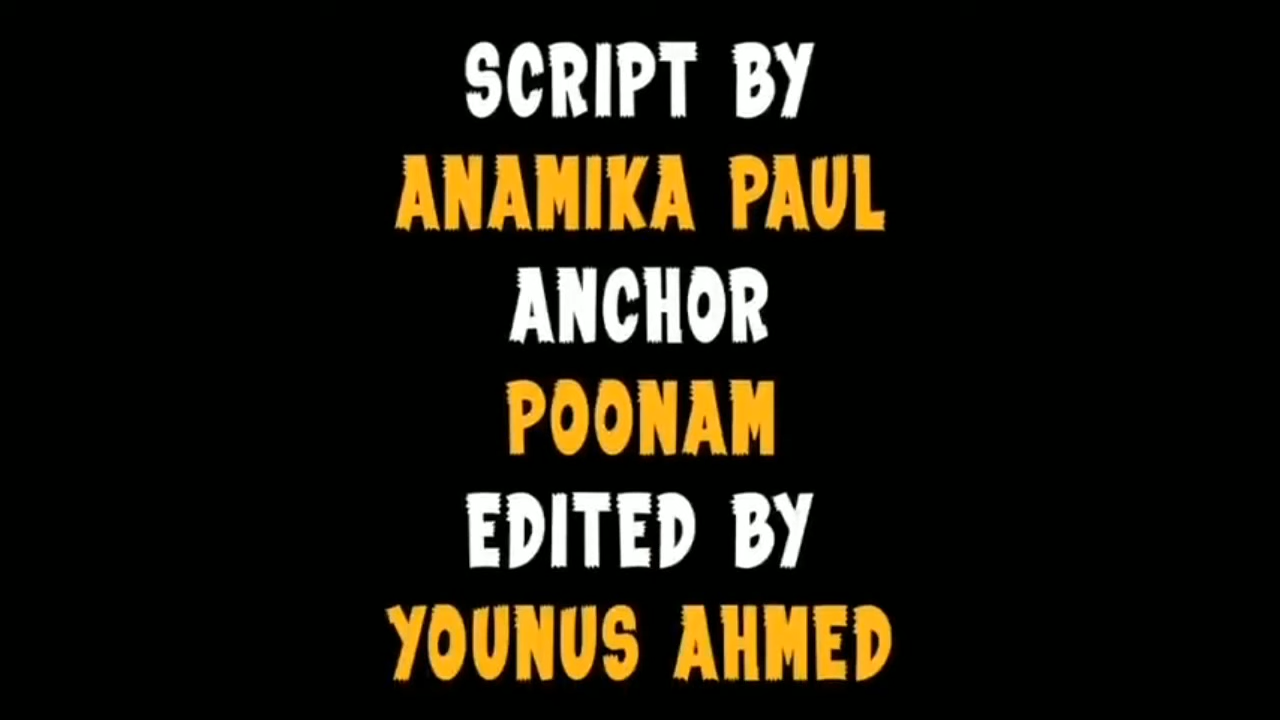 SCRIPT BY
ANAMIKA PAUL
ANCHOR
POONAM
EDITED BY
YOUNUS AHMED